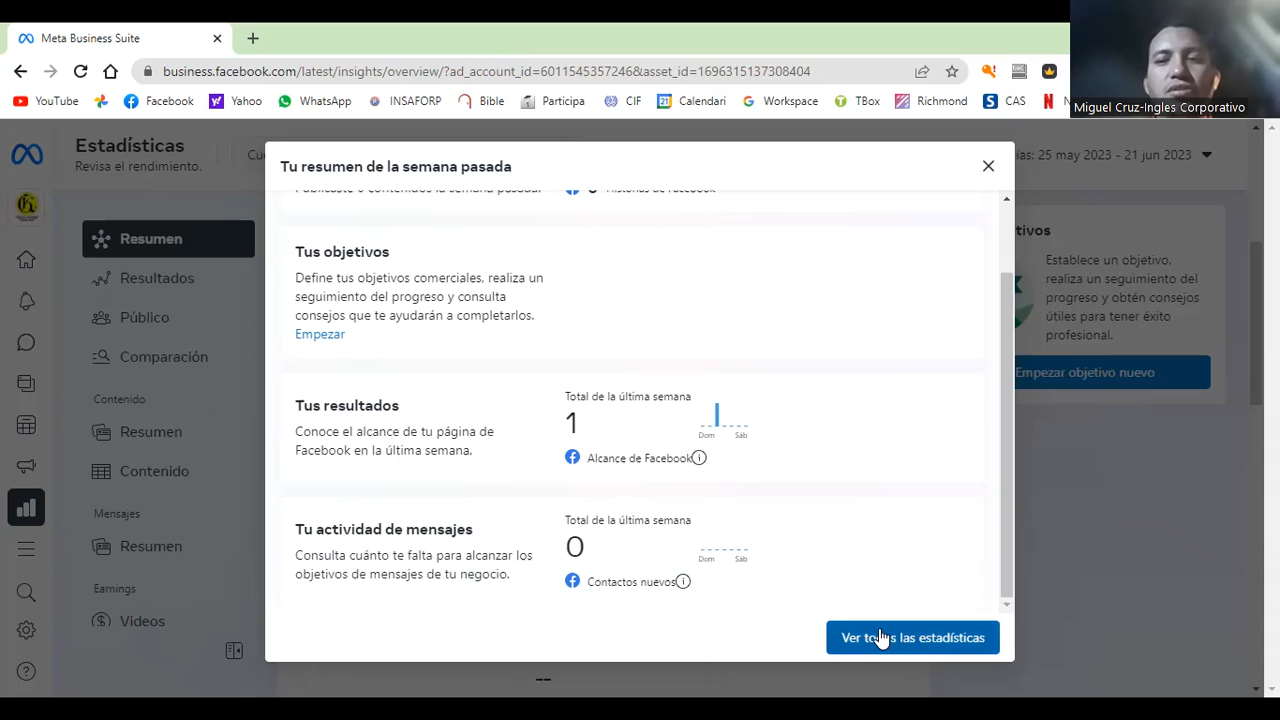 Meta Business Suite
business.facebook.com/latest/insights/overview/?ad_account_id=6011545357246&asset_id=1696315137308404
YouTube
Facebook
Yahoo
WhatsApp
INSAFORP
Bible
Participa
CIF
Calendari
Workspace
TBox
Richmond
CAS
Miguel Cruz-Ingles Corporativo
Estadísticas
Revisa el rendimiento.
ías: 25 may 2023 - 21 jun 2023
Resumen
Resultados
Público
Comparación
Contenido
Resumen
Contenido
Mensajes
Resumen
Earnings
Videos
Tu resumen de la semana pasada
Tus objetivos
Define tus objetivos comerciales, realiza un
seguimiento del progreso y consulta
consejos que te ayudarán a completarlos.
Empezar
Tus resultados
Conoce el alcance de tu página de
Facebook en la última semana.
Total de la última semana
1
Dom Sáb
Alcance de Facebook
Tu actividad de mensajes
Consulta cuánto te falta para alcanzar los
objetivos de mensajes de tu negocio.
Total de la última semana
0
Dom Sáb
Contactos nuevos
Ver las estadísticas
--
tivos
Establece un objetivo,
realiza un seguimiento del
progreso y obtén consejos
útiles para tener éxito
profesional.
Empezar objetivo nuevo